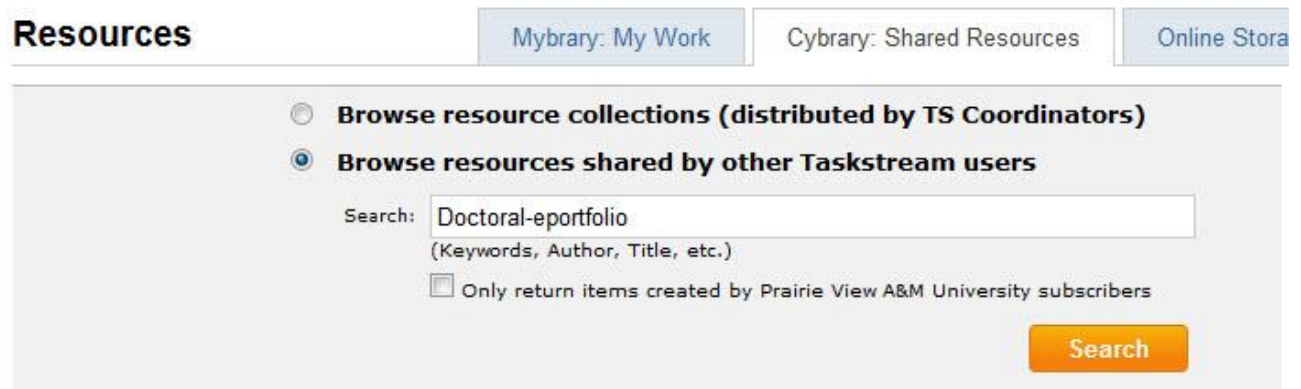 Resources
Mybrary: My Work
Cybrary: Shared Resources
Online Stora
Browse resource collections (distributed by TS Coordinators)
Browse resources shared by other Taskstream users
Search: Doctoral-eportfolio
(Keywords, Author, Title, etc.)
Only return items created by Prairie View A&M University subscribers
Search